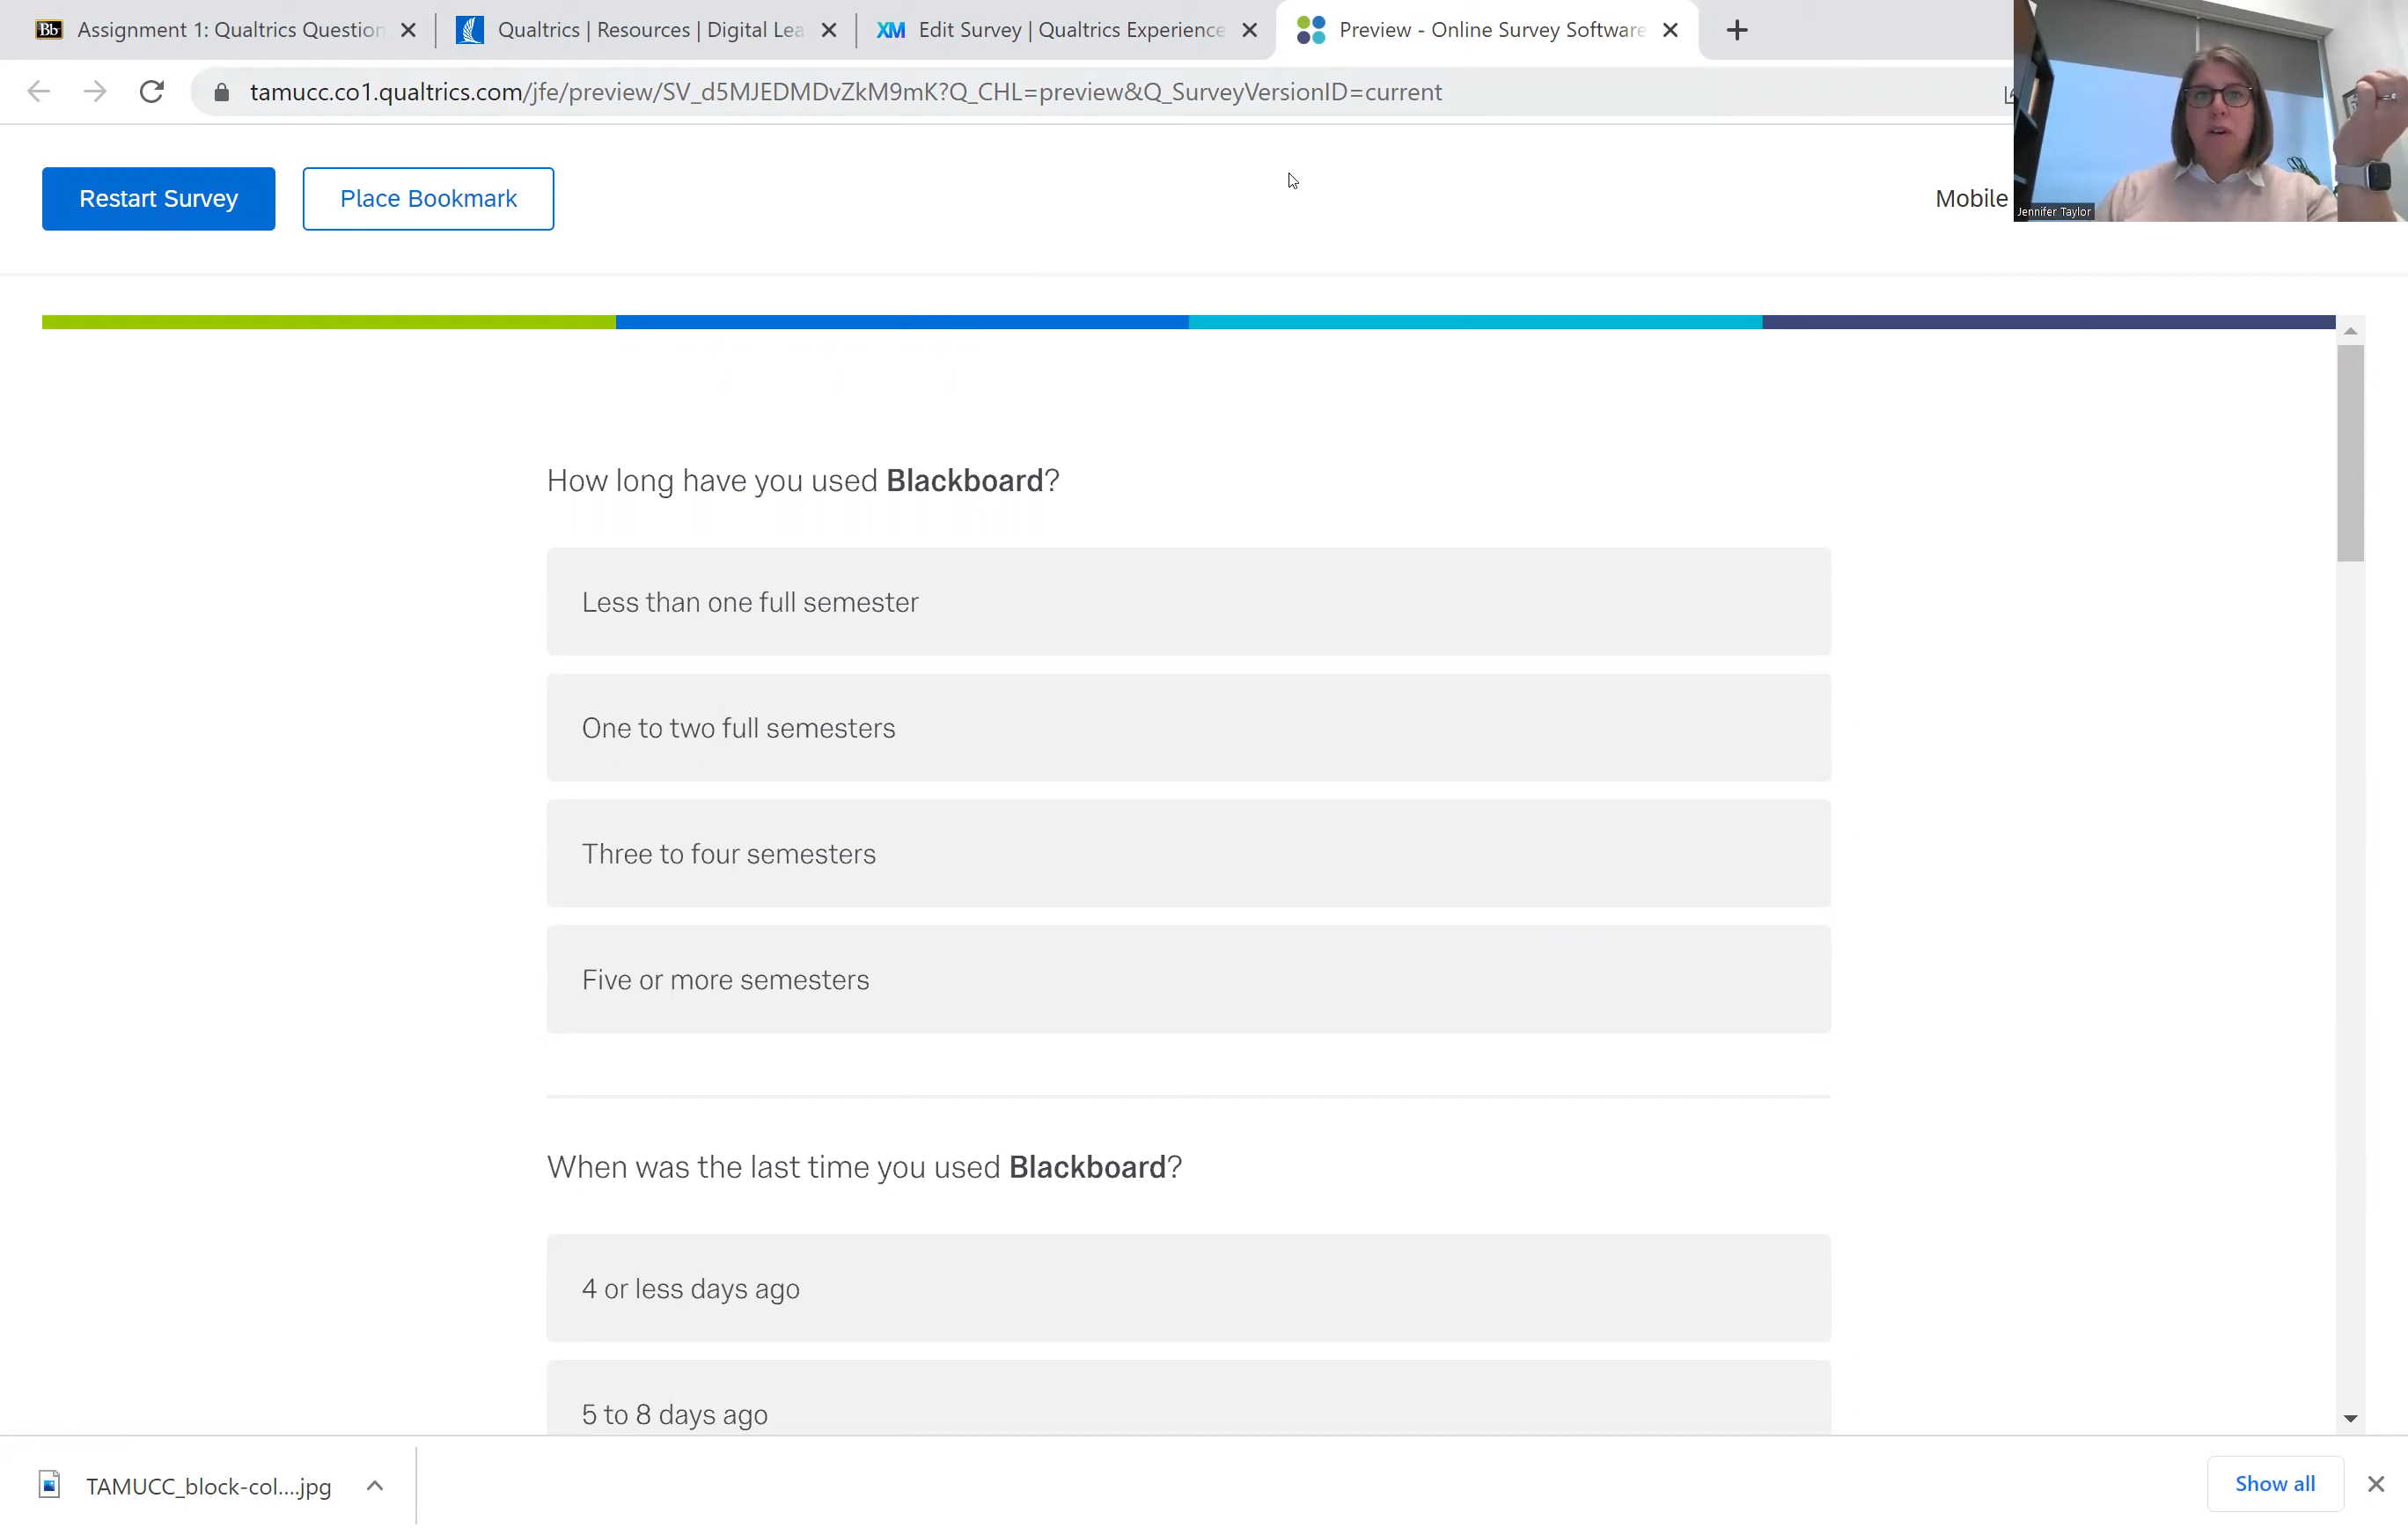 Bb Assignment 1: Qualtrics Question
Qualtrics | Resources | Digital Lea
XM Edit Survey | Qualtrics Experience
Preview - Online Survey Software
tamucc.co1.qualtrics.com/jfe/preview/SV_d5MJEDMDvZkM9mK?Q_CHL=preview&Q_SurveyVersionID=current
Restart Survey
Place Bookmark
Mobile
Jennifer Taylor
How long have you used Blackboard?
Less than one full semester
One to two full semesters
Three to four semesters
Five or more semesters
When was the last time you used Blackboard?
4 or less days ago
5 to 8 days ago
TAMUCC_block-col....jpg
Show all